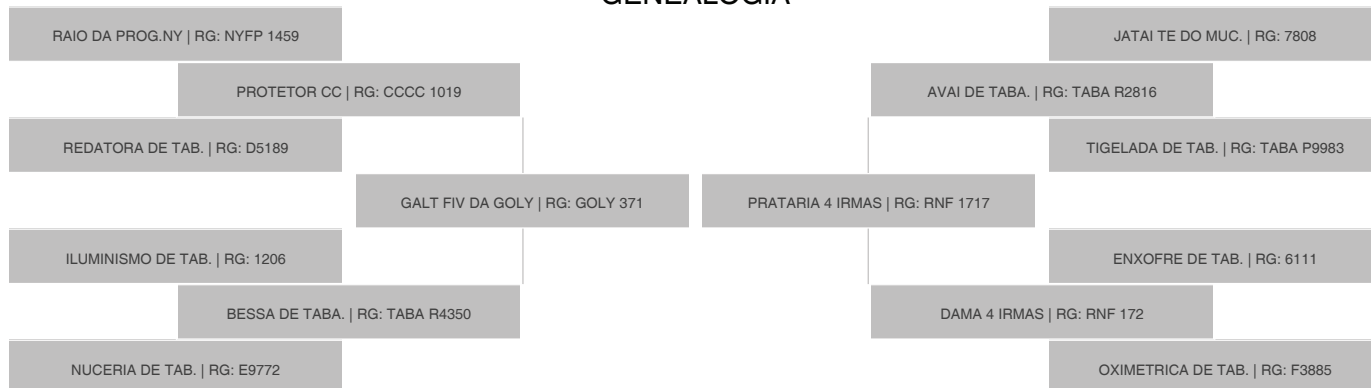 GENEALOGIA
RAIO DA PROG.NY | RG: NYFP 1459
JATAI TE DO MUC. | RG: 7808
PROTETOR CC | RG: CCCC 1019
AVAI DE TABA. | RG: TABA R2816
REDATORA DE TAB. | RG: D5189
TIGELADA DE TAB. | RG: TABA P9983
GALT FIV DA GOLY | RG: GOLY 371
PRATARIA 4 IRMAS | RG: RNF 1717
ILUMINISMO DE TAB. | RG: 1206
ENXOFRE DE TAB. | RG: 6111
BESSA DE TABA. | RG: TABA R4350
DAMA 4 IRMAS | RG: RNF 172
NUCERIA DE TAB. | RG: E9772
OXIMETRICA DE TAB. | RG: F3885